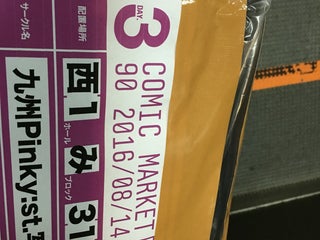 DAY.
3
COMIC MARKET
90 2016/08/14
配置場所
西1 み 31
ホール ブロック
サークル名
九州Pinky:st.